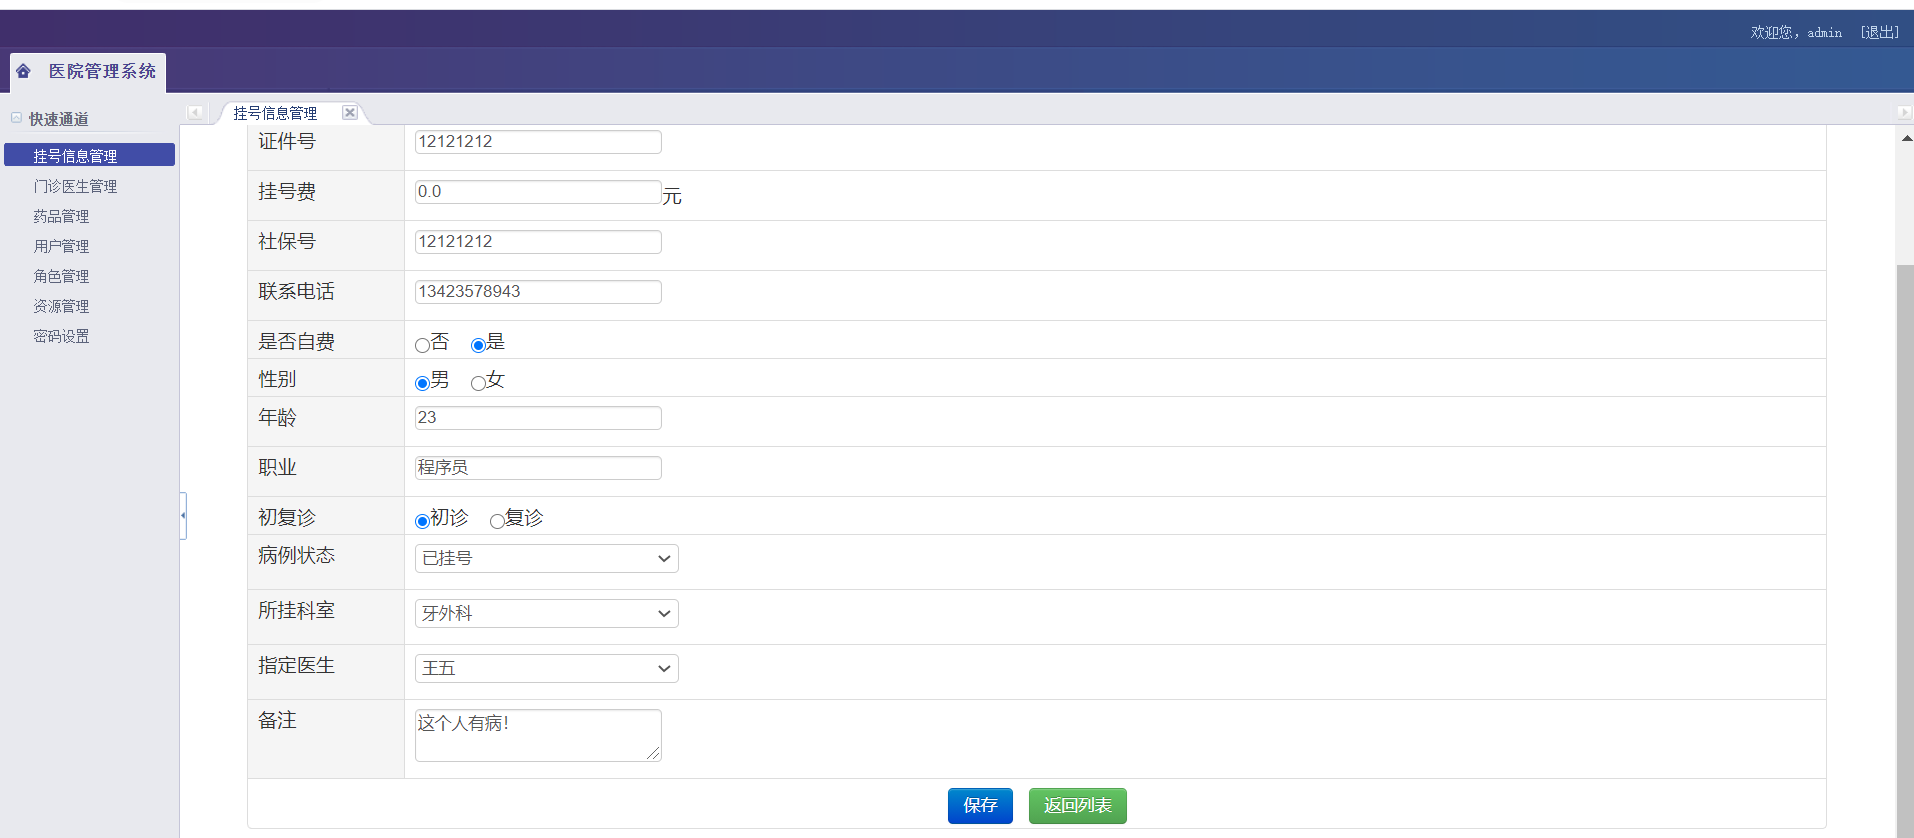 欢迎您，admin [退出]
医院管理系统
快速通道
挂号信息管理
门诊医生管理
药品管理
用户管理
角色管理
资源管理
密码设置
挂号信息管理
证件号 12121212
挂号费 0.0 元
社保号 12121212
联系电话 13423578943
是否自费 否 是
性别 男 女
年龄 23
职业 程序员
初复诊 初诊 复诊
病例状态 已挂号
所挂科室 牙外科
指定医生 王五
备注 这个人有病！
保存 返回列表